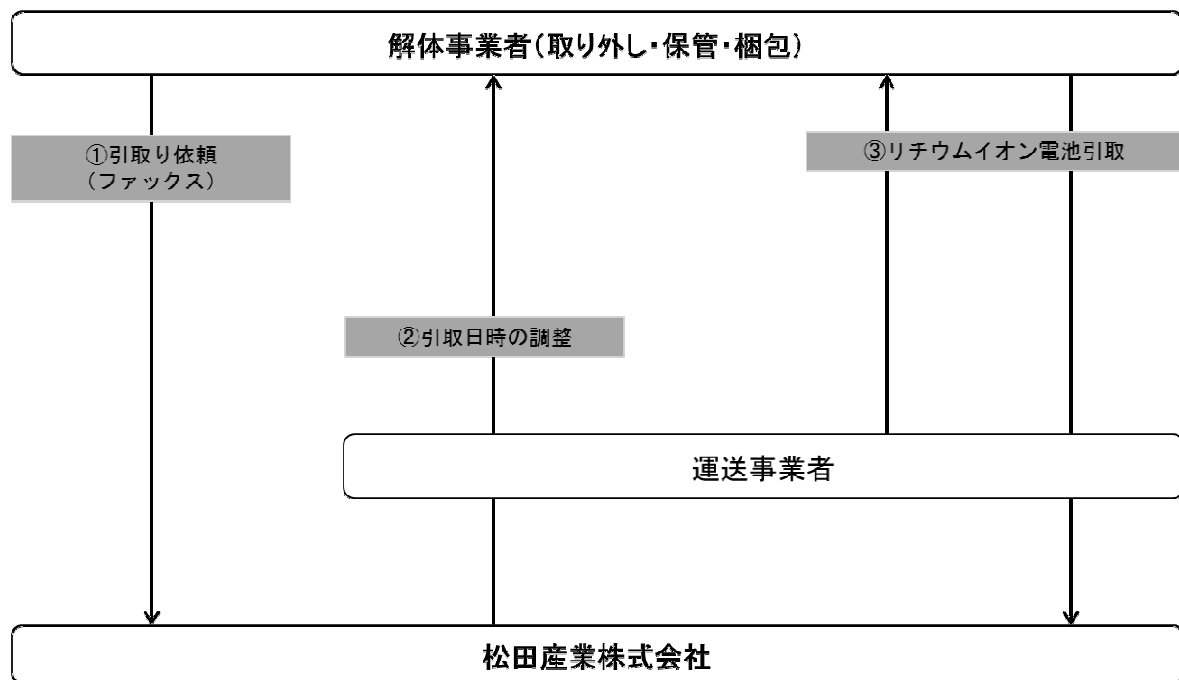 解体事業者（取り外し・保管・梱包）
①引取り依頼
（ファックス）
③リチウムイオン電池引取
②引取日時の調整
運送事業者
松田産業株式会社